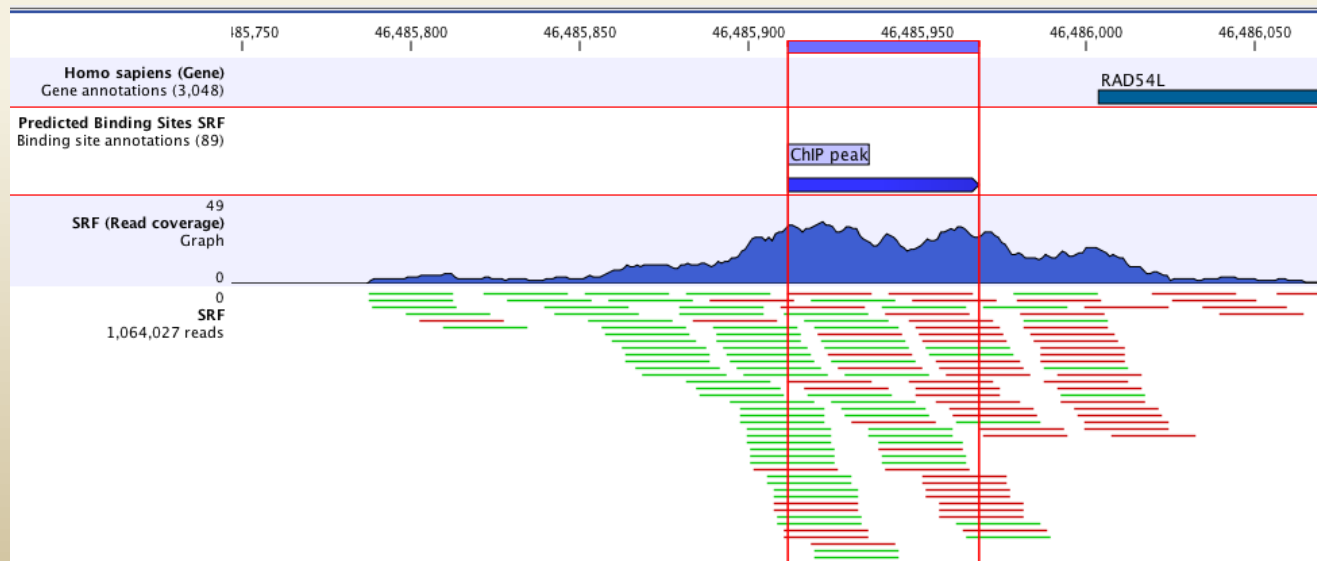 ꞏ85,750 46,485,800 46,485,850 46,485,900 46,485,950 46,486,000 46,486,050
Homo sapiens (Gene)
Gene annotations (3,048)
RAD54L
Predicted Binding Sites SRF
Binding site annotations (89)
ChIP peak
49
SRF (Read coverage)
Graph
0
0
SRF
1,064,027 reads